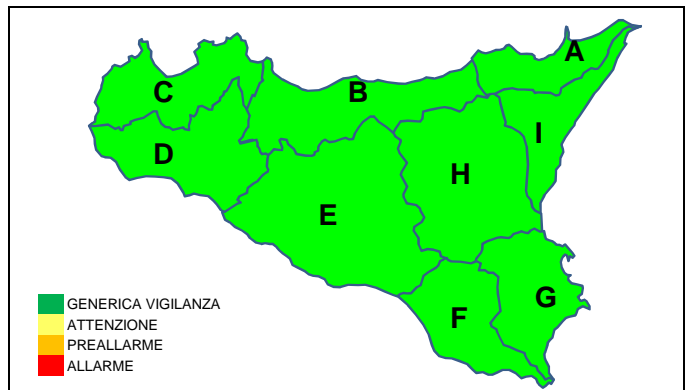 A
C
B
I
D
H
E
G
F
GENERICA VIGILANZA
ATTENZIONE
PREALLARME
ALLARME